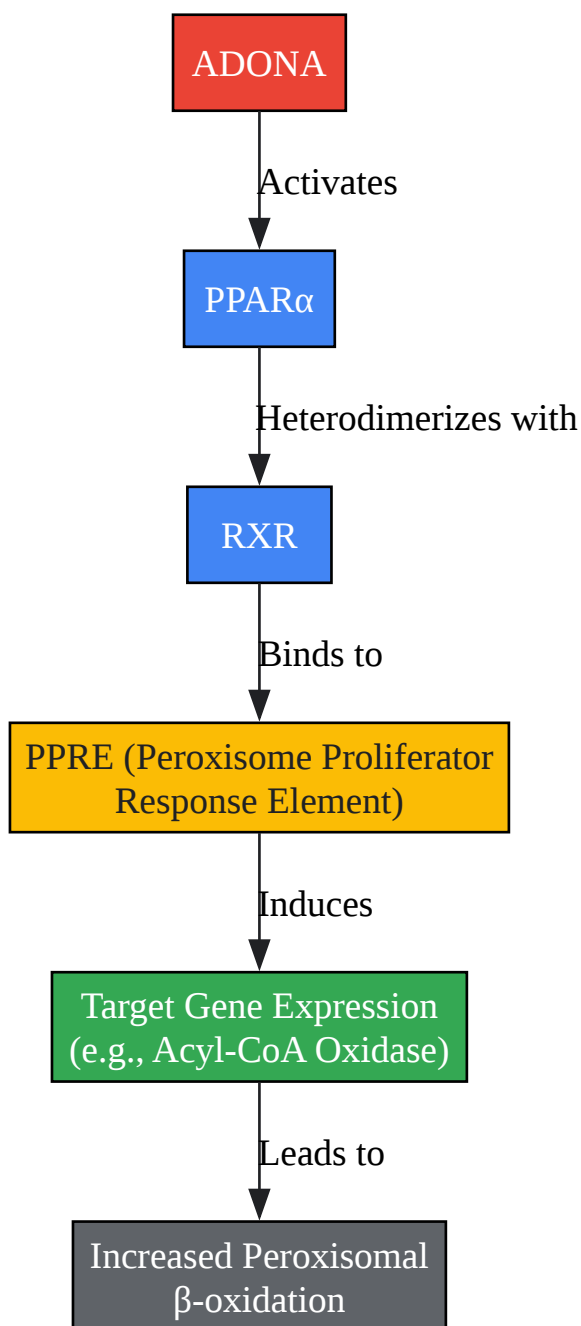 ADONA
Activates
PPARα
Heterodimerizes with
RXR
Binds to
PPRE (Peroxisome Proliferator
Response Element)
Induces
Target Gene Expression
(e.g., Acyl-CoA Oxidase)
Leads to
Increased Peroxisomal
β-oxidation